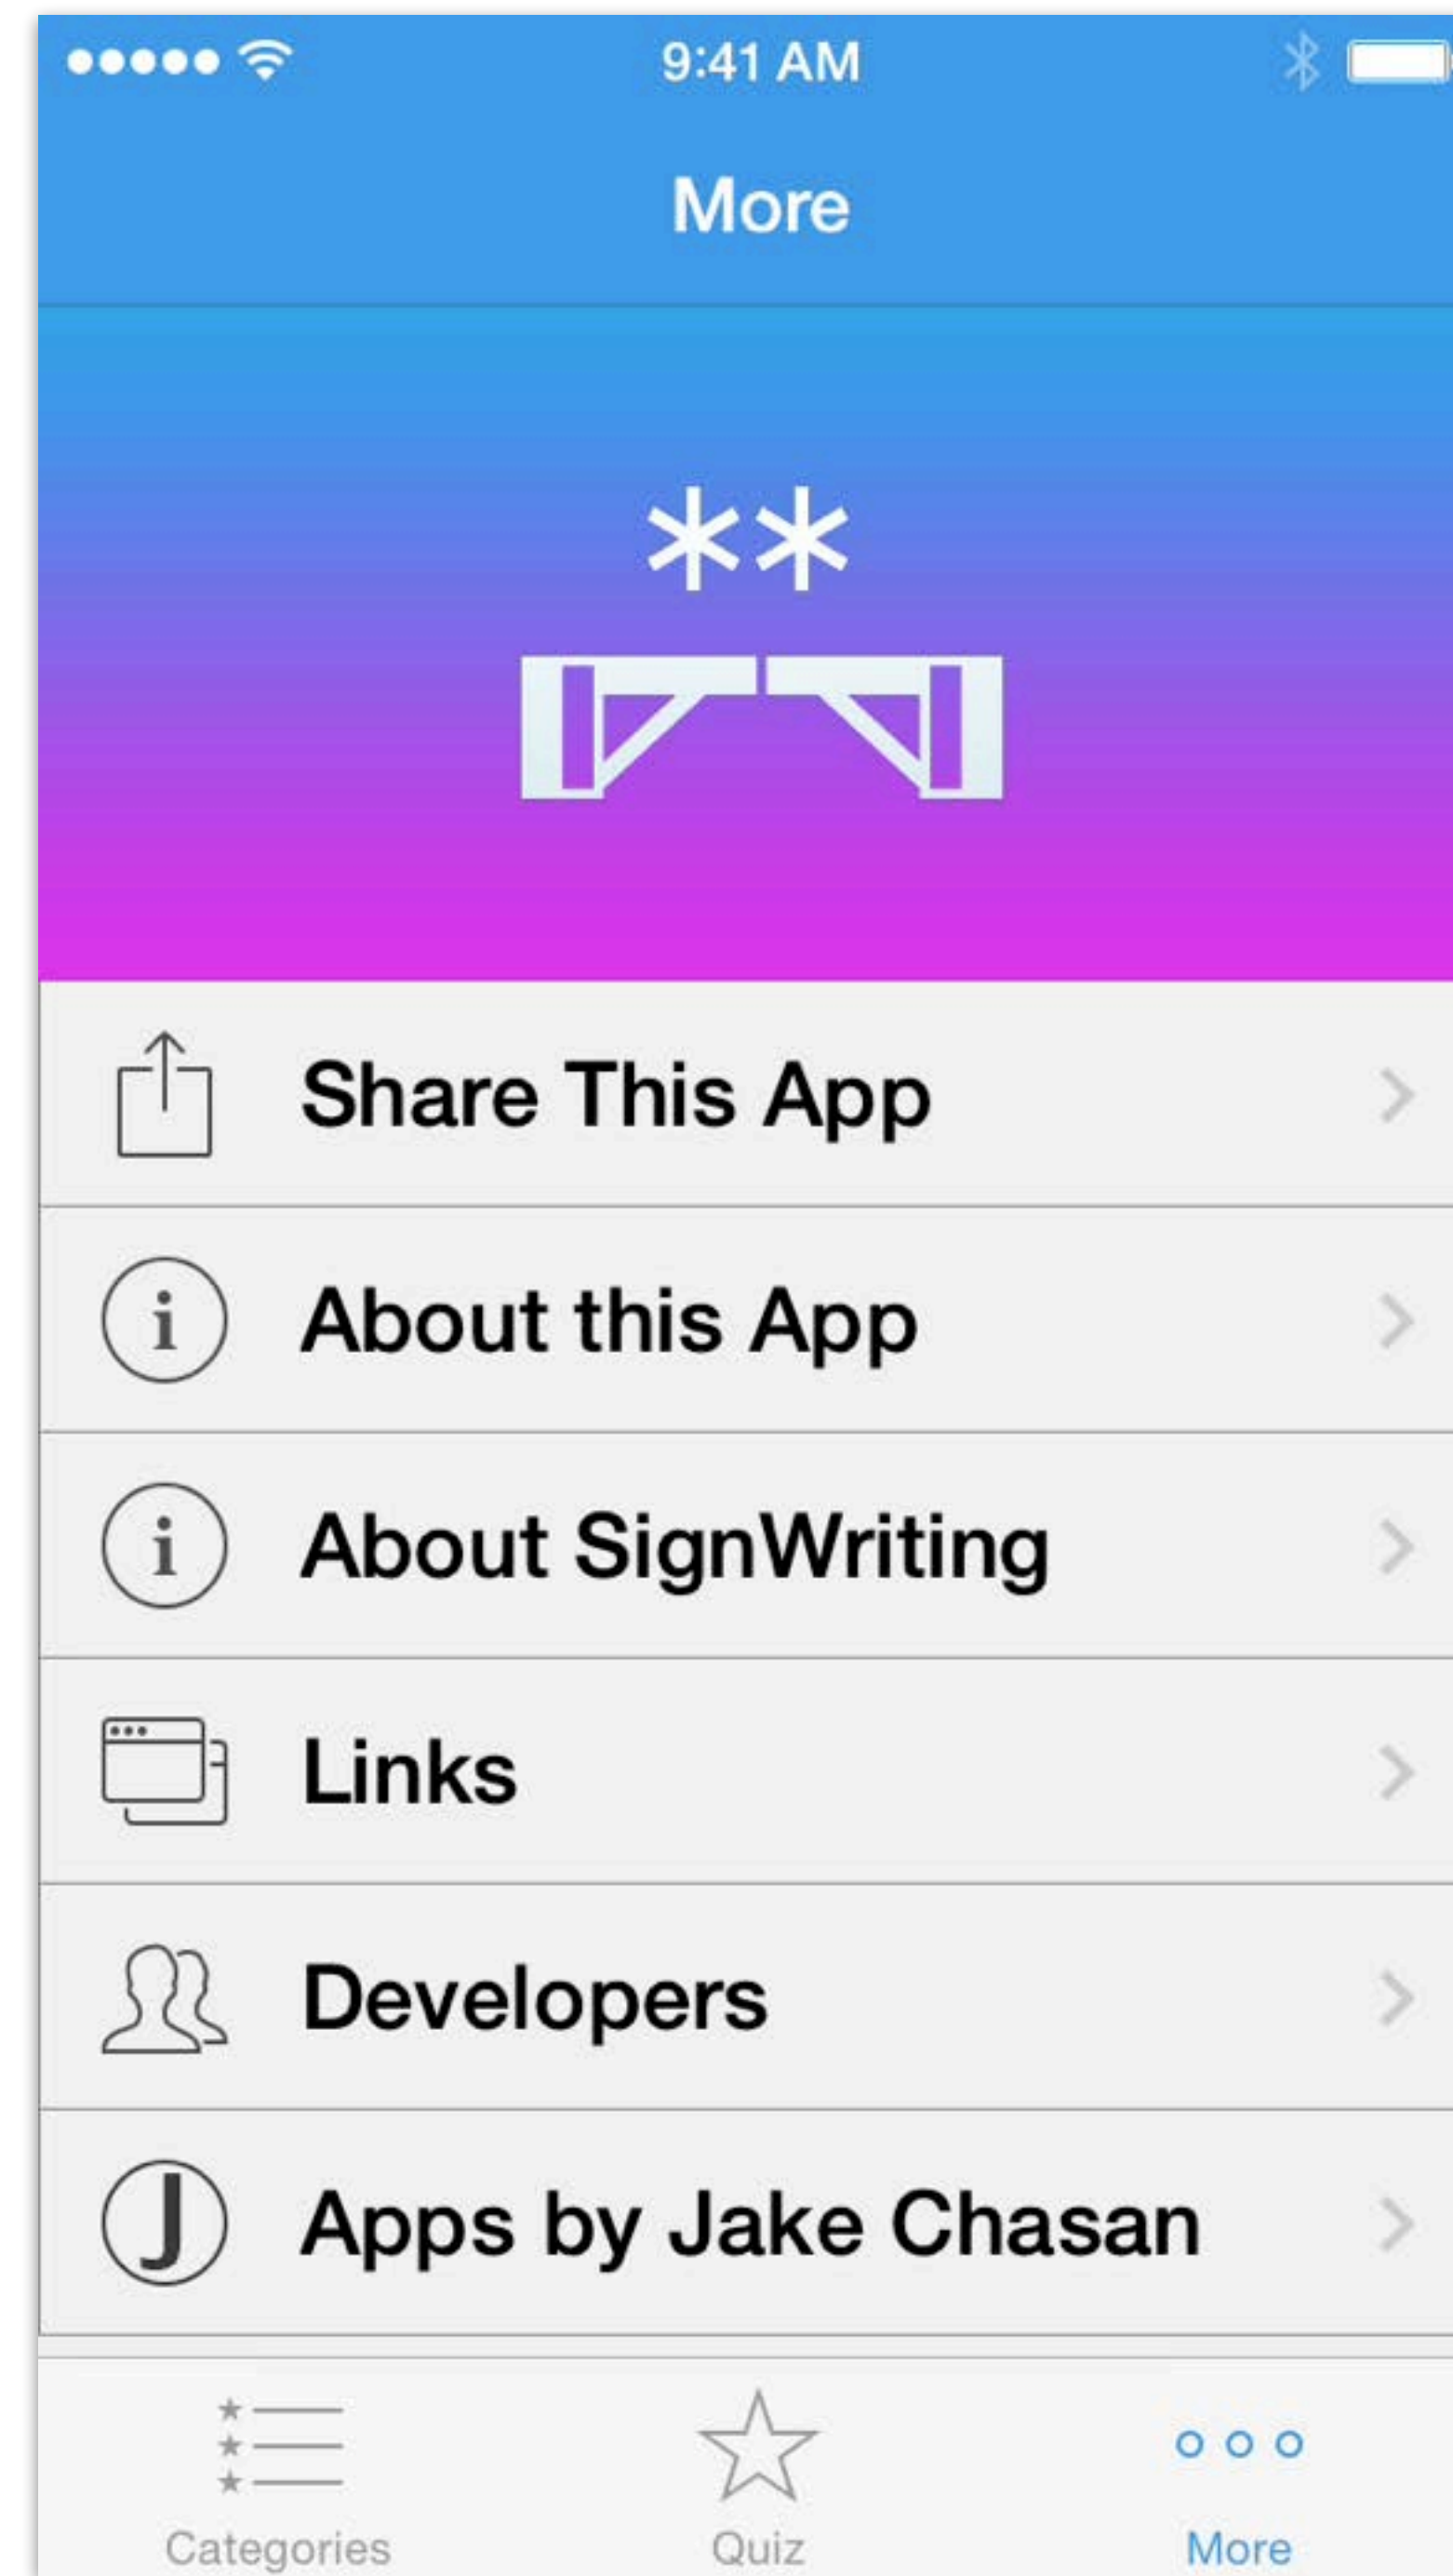 9:41 AM
More
Share This App
About this App
About SignWriting
Links
Developers
Apps by Jake Chasan
Categories
Quiz
More